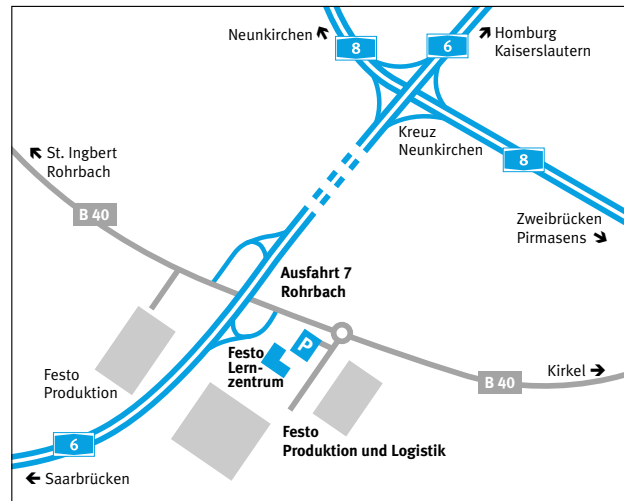 Neunkirchen
8
6
Homburg
Kaiserslautern
Kreuz
Neunkirchen
8
St. Ingbert
Rohrbach
B 40
Zweibrücken
Pirmasens
Ausfahrt 7
Rohrbach
P
Festo
Lern-
zentrum
Festo
Produktion
Kirkel
B 40
Festo
Produktion und Logistik
6
Saarbrücken